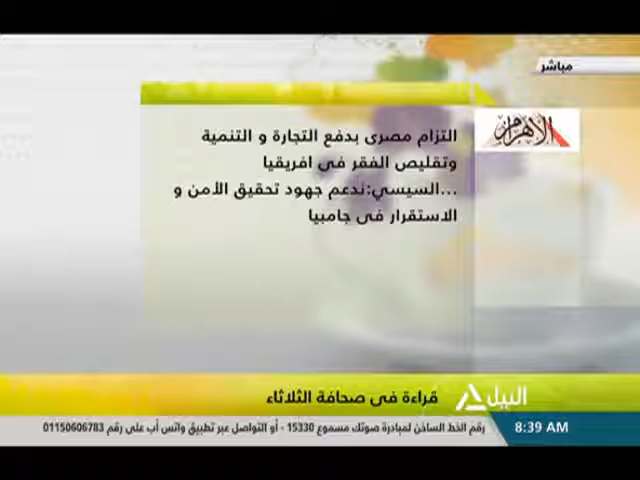 مباشر
الأهرام
التزام مصرى بدفع التجارة و التنمية
وتقليص الفقر في افريقيا
...السيسي:ندعم جهود تحقيق الأمن و
الاستقرار فى جامبيا
النيل
قراءة فى صحافة الثلاثاء
رقم الخط الساخن لمبادرة صوتك مسموع 15330 - أو التواصل عبر تطبيق واتس أب على رقم 01150606783
8:39 AM